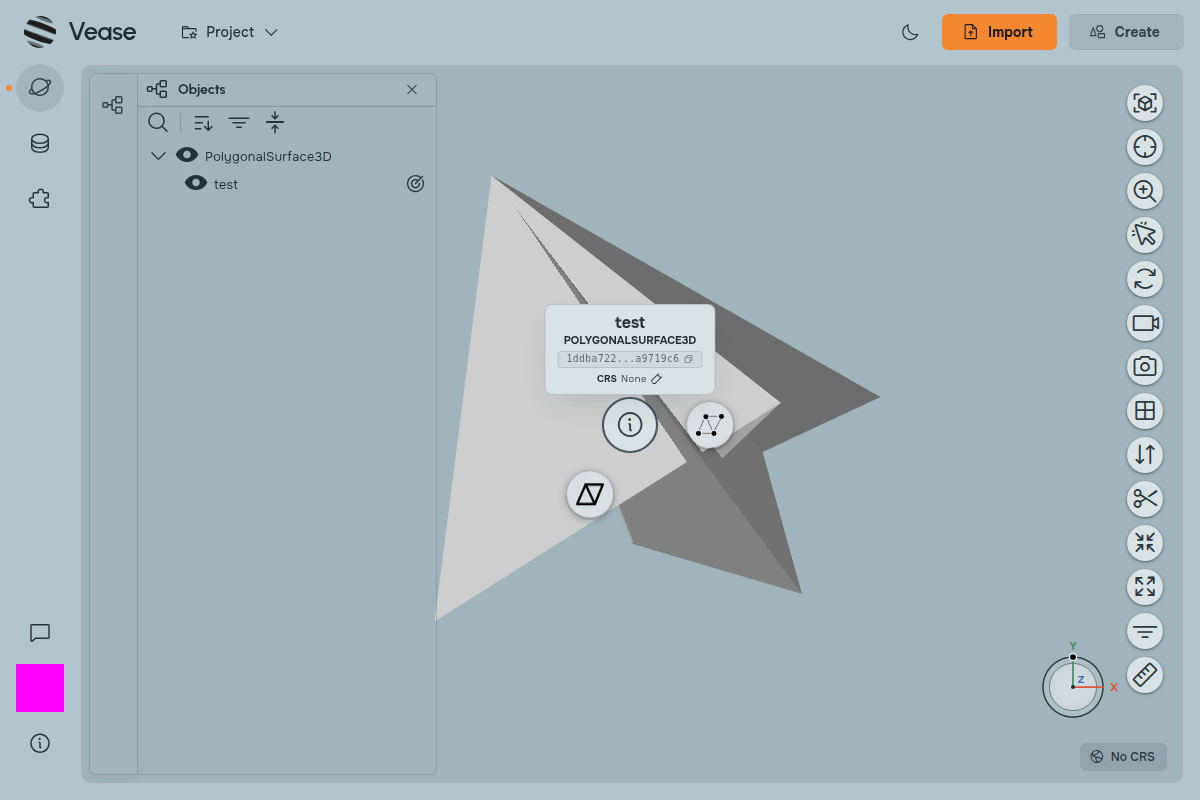 Vease
Project
Import
Create
Objects
PolygonalSurface3D
test
test
POLYGONALSURFACE3D
1ddba722...a9719c6
CRS None
Y
Z
X
No CRS